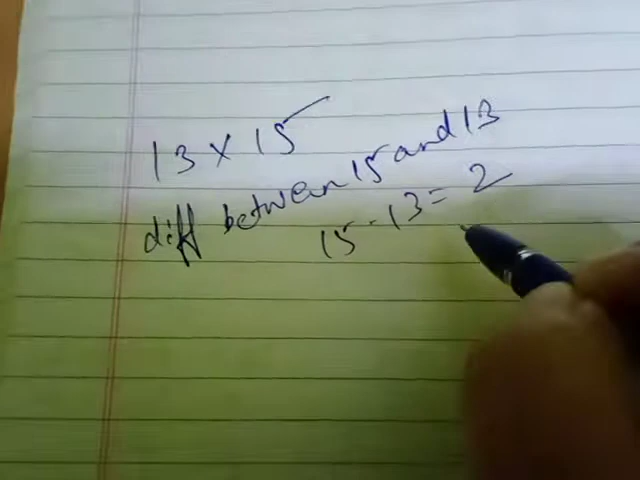 13 x 15
diff between 15 and 13
15 - 13 = 2